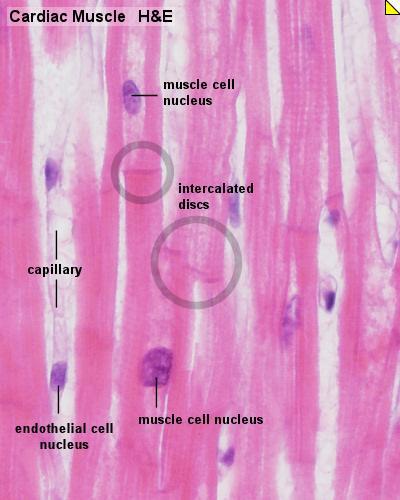 Cardiac Muscle H&E
muscle cell
nucleus
intercalated
discs
capillary
muscle cell nucleus
endothelial cell
nucleus